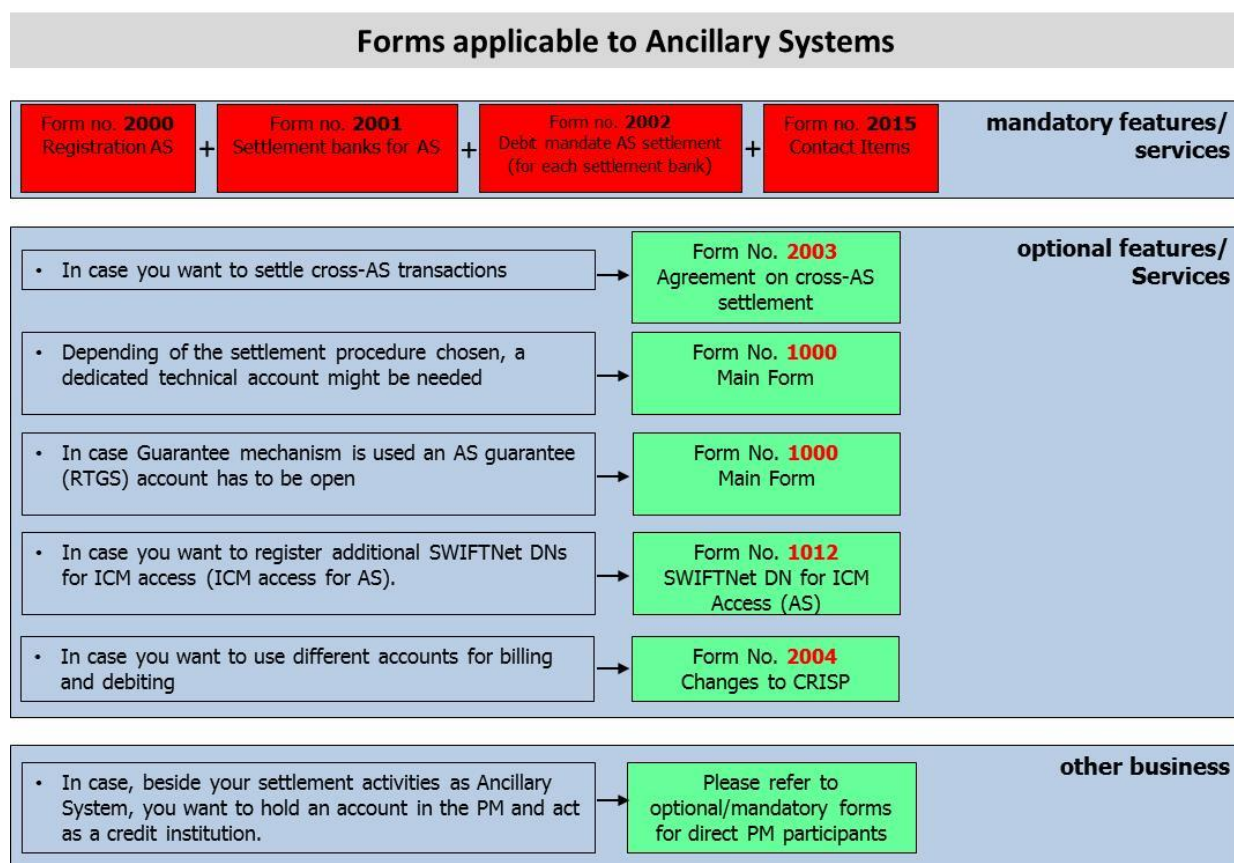 Forms applicable to Ancillary Systems
Form no. 2000
Registration AS
+
Form no. 2001
Settlement banks for AS
+
Form no. 2002
Debit mandate AS settlement
(for each settlement bank)
+
Form no. 2015
Contact Items
mandatory features/
services
optional features/
Services
• In case you want to settle cross-AS transactions
Form No. 2003
Agreement on cross-AS
settlement
• Depending of the settlement procedure chosen, a
dedicated technical account might be needed
Form No. 1000
Main Form
• In case Guarantee mechanism is used an AS guarantee
(RTGS) account has to be open
Form No. 1000
Main Form
• In case you want to register additional SWIFTNet DNs
for ICM access (ICM access for AS).
Form No. 1012
SWIFTNet DN for ICM
Access (AS)
• In case you want to use different accounts for billing
and debiting
Form No. 2004
Changes to CRISP
other business
• In case, beside your settlement activities as Ancillary
System, you want to hold an account in the PM and act
as a credit institution.
Please refer to
optional/mandatory forms
for direct PM participants